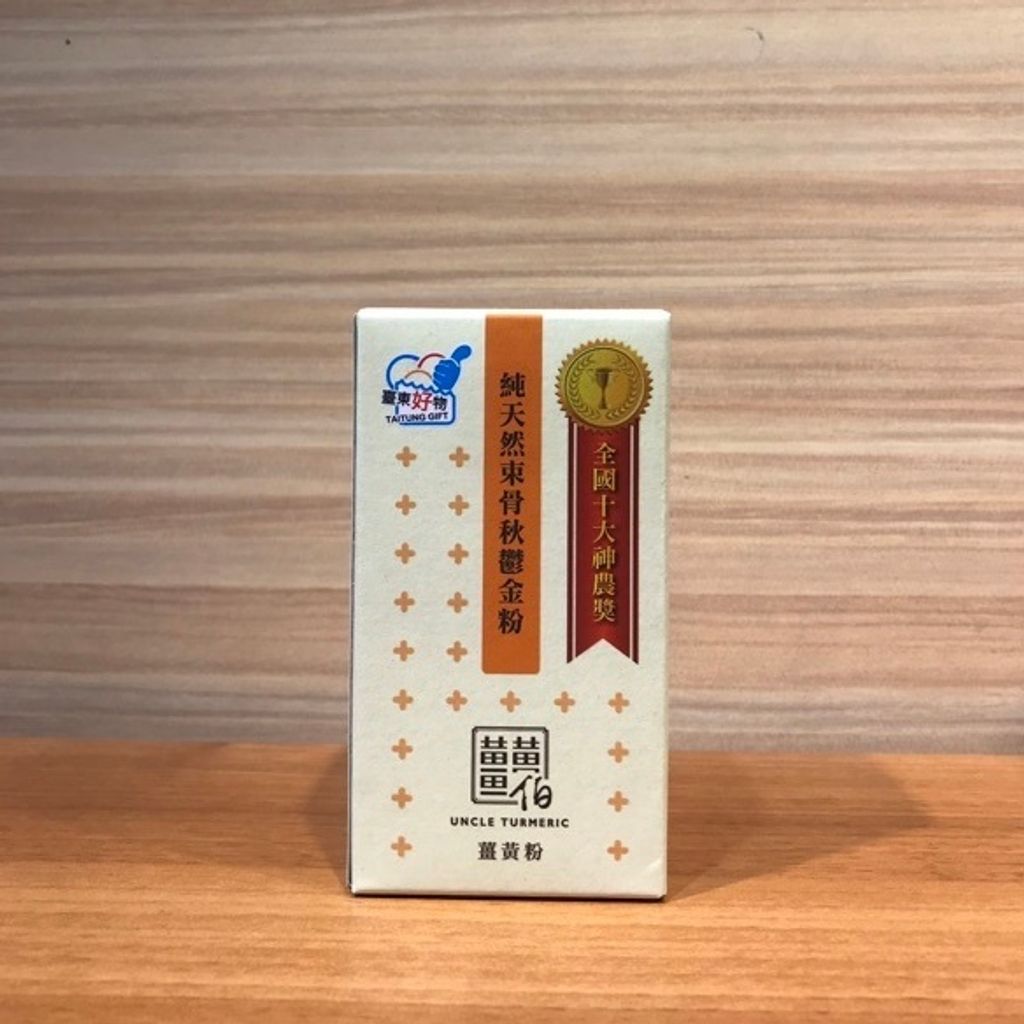 臺東好物
TAITUNG GIFT
純天然束骨秋鬱金粉
全國十大神農獎
薑黃伯
UNCLE TURMERIC
薑黃粉